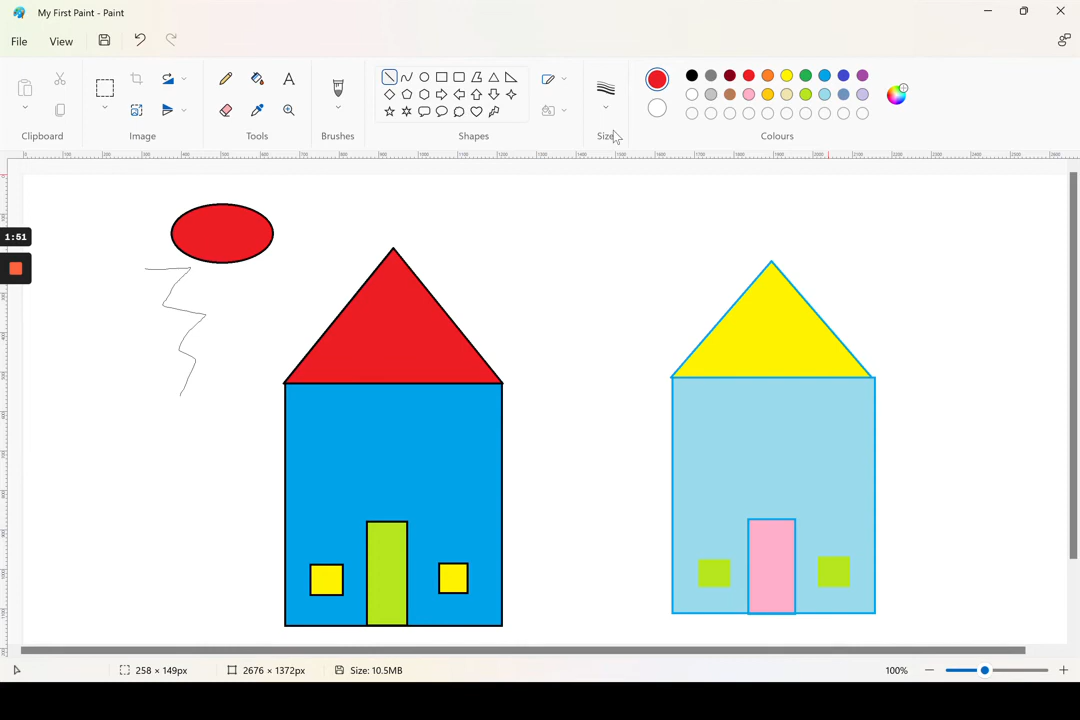 My First Paint - Paint
File View
1:51
Clipboard Image Tools Brushes Shapes Size Colours
258 × 149px 2676 × 1372px Size: 10.5MB 100%